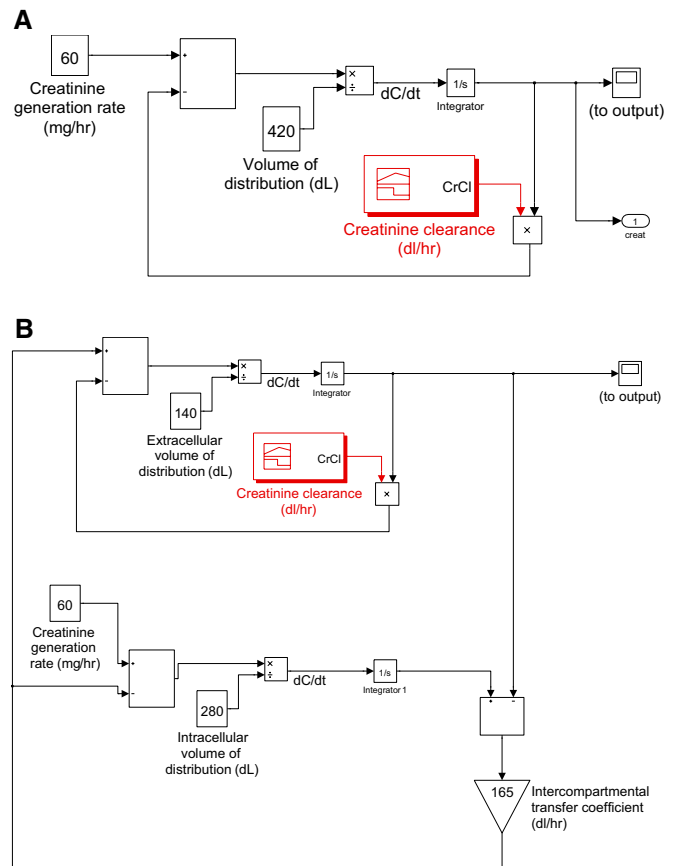 A
60
Creatinine
generation rate
(mg/hr)
+
−
×
÷
dC/dt
1/s
Integrator
(to output)
420
Volume of
distribution (dL)
CrCl
Creatinine clearance
(dl/hr)
×
1
creat
B
+
−
×
÷
dC/dt
1/s
Integrator
(to output)
140
Extracellular
volume of
distribution (dL)
CrCl
Creatinine clearance
(dl/hr)
×
60
Creatinine
generation
rate (mg/hr)
+
−
×
÷
dC/dt
1/s
Integrator 1
280
Intracellular
volume of
distribution (dL)
+
−
165
Intercompartmental
transfer coefficient
(dl/hr)